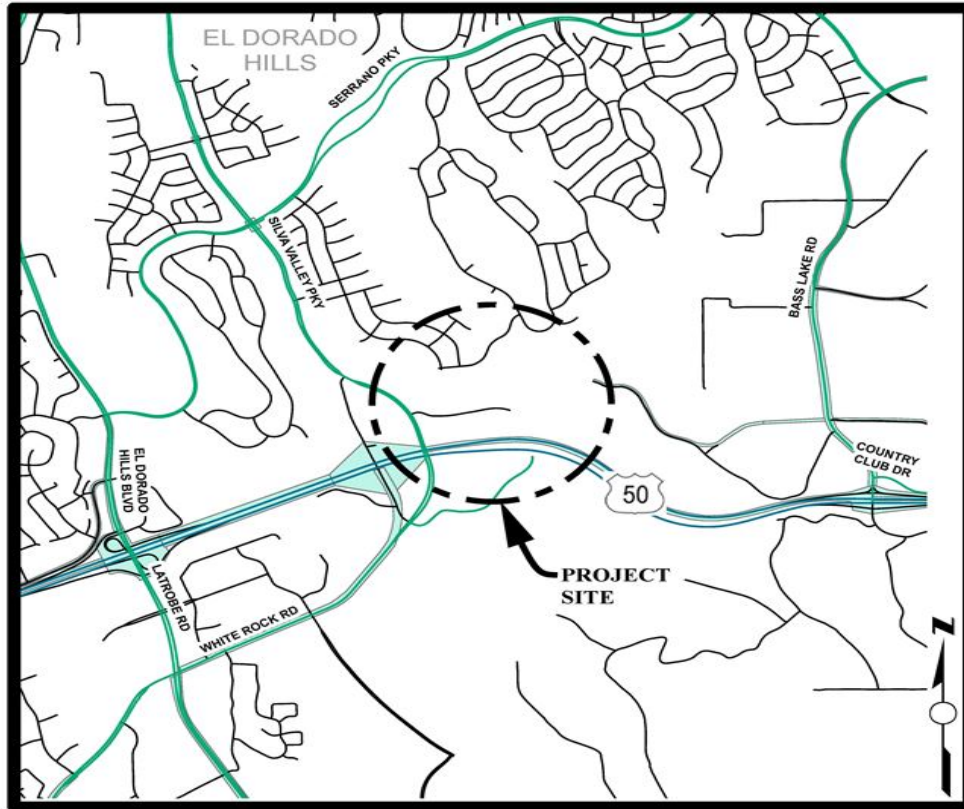 EL DORADO
HILLS
SERRANO PKY
SILVA VALLEY PKY
BASS LAKE RD
COUNTRY
CLUB DR
EL DORADO
HILLS BLVD
50
LATROBE RD
PROJECT
SITE
WHITE ROCK RD
N